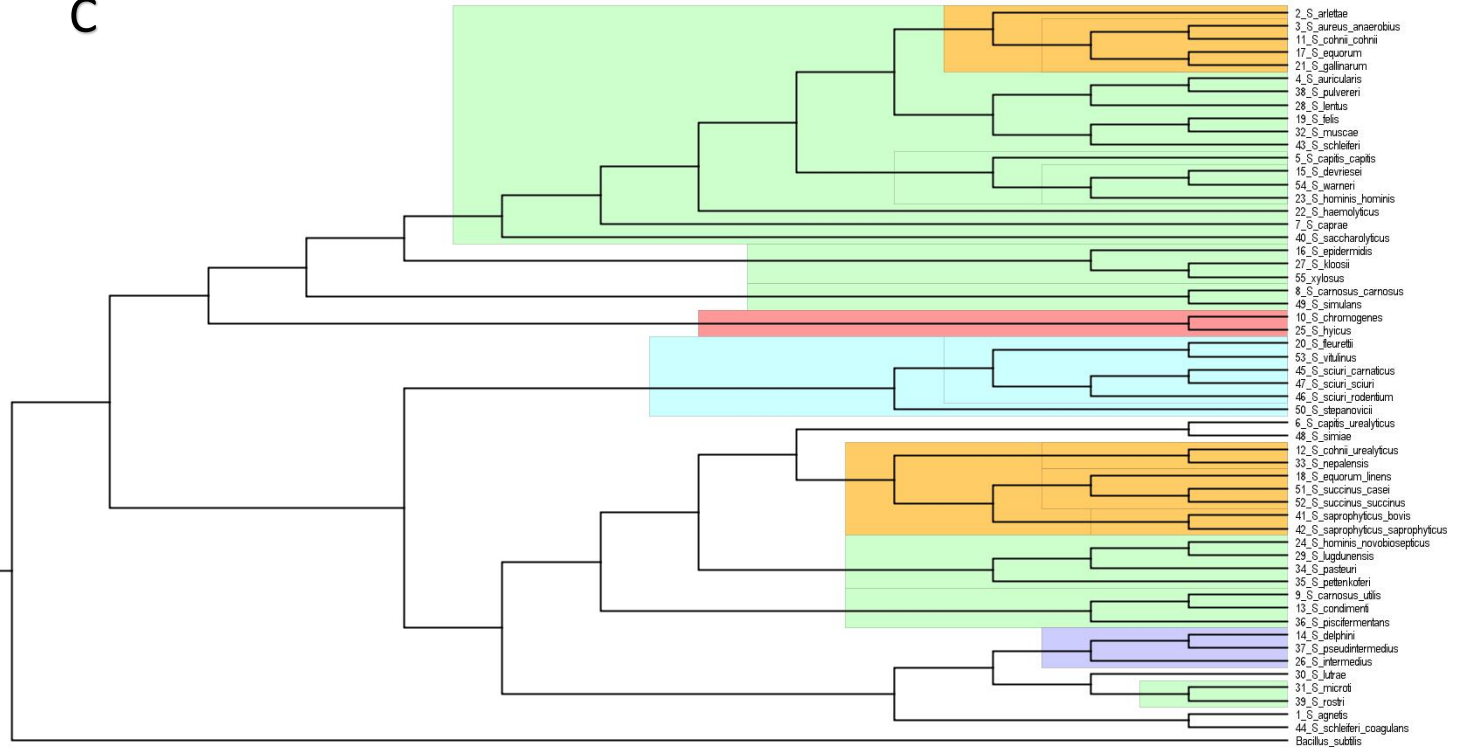 C
2_S_arlettae
3_S_aureus_anaerobius
11_S_cohnii_cohnii
17_S_equorum
21_S_gallinarum
4_S_auricularis
38_S_pulvereri
28_S_lentus
19_S_felis
32_S_muscae
43_S_schleiferi
5_S_capitis_capitis
15_S_devriesei
54_S_warneri
23_S_hominis_hominis
22_S_haemolyticus
7_S_caprae
40_S_saccharolyticus
16_S_epidermidis
27_S_kloosii
55_xylosus
8_S_carnosus_carnosus
49_S_simulans
10_S_chromogenes
25_S_hyicus
20_S_fleurettii
53_S_vitulinus
45_S_sciuri_carnaticus
47_S_sciuri_sciuri
46_S_sciuri_rodentium
50_S_stepanovicii
6_S_capitis_urealyticus
48_S_simiae
12_S_cohnii_urealyticus
33_S_nepalensis
18_S_equorum_linens
51_S_succinus_casei
52_S_succinus_succinus
41_S_saprophyticus_bovis
42_S_saprophyticus_saprophyticus
24_S_hominis_novobiosepticus
29_S_lugdunensis
34_S_pasteuri
35_S_pettenkoferi
9_S_carnosus_utilis
13_S_condimenti
36_S_piscifermentans
14_S_delphini
37_S_pseudintermedius
26_S_intermedius
30_S_lutrae
31_S_microti
39_S_rostri
1_S_agnetis
44_S_schleiferi_coagulans
Bacillus_subtilis